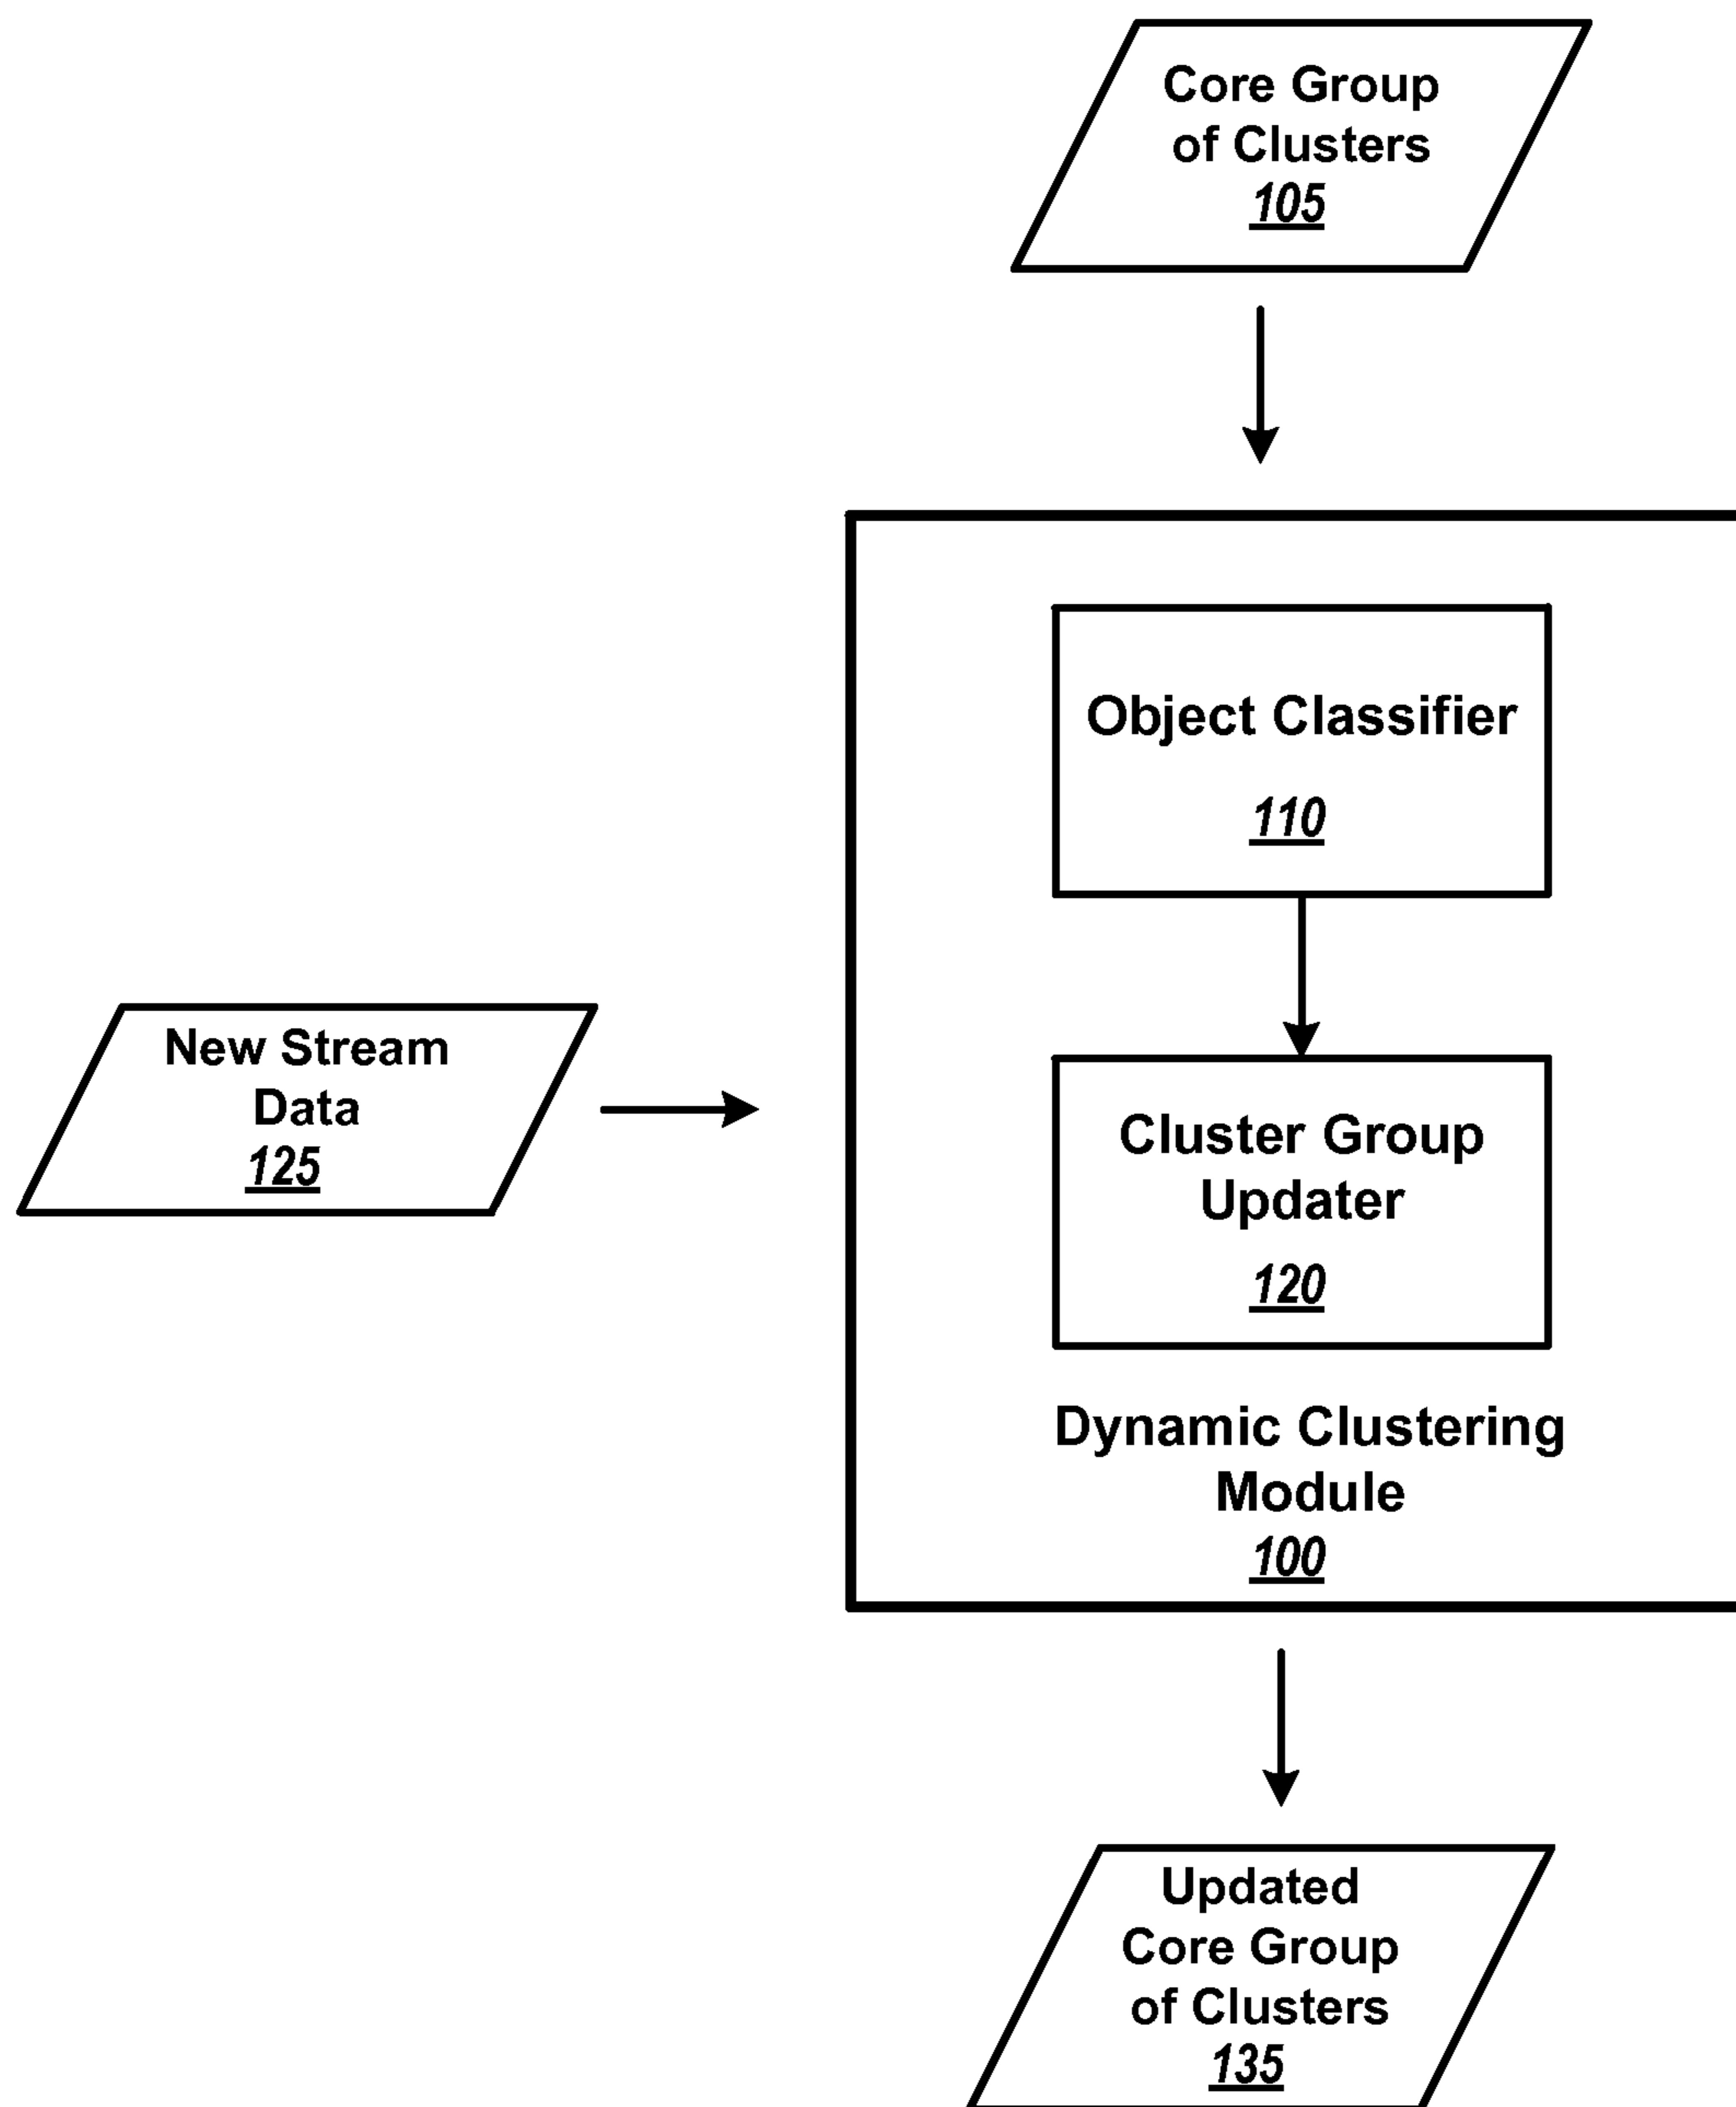 Core Group
of Clusters
105
Object Classifier
110
New Stream
Data
125
Cluster Group
Updater
120
Dynamic Clustering
Module
100
Updated
Core Group
of Clusters
135